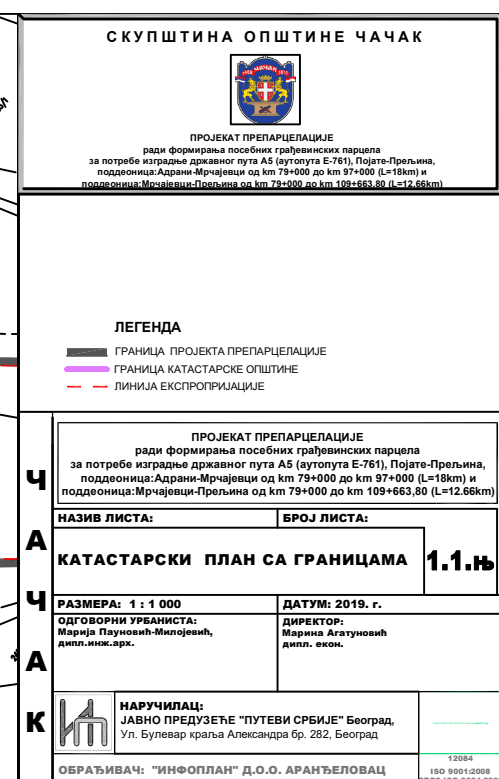 СКУПШТИНА ОПШТИНЕ ЧАЧАК
ЧАЧАК
ПРОЈЕКАТ ПРЕПАРЦЕЛАЦИЈЕ
ради формирања посебних грађевинских парцела
за потребе изградње државног пута А5 (аутопута Е-761), Појате-Прељина,
поддеоница:Адрани-Мрчајевци од km 79+000 до km 97+000 (L=18km) и
поддеоница:Мрчајевци-Прељина од km 79+000 до km 109+663.80 (L=12.66km)
ЛЕГЕНДА
ГРАНИЦА ПРОЈЕКТА ПРЕПАРЦЕЛАЦИЈЕ
ГРАНИЦА КАТАСТАРСКЕ ОПШТИНЕ
ЛИНИЈА ЕКСПРОПРИЈАЦИЈЕ
ЧАЧАК
ПРОЈЕКАТ ПРЕПАРЦЕЛАЦИЈЕ
ради формирања посебних грађевинских парцела
за потребе изградње државног пута А5 (аутопута Е-761), Појате-Прељина,
поддеоница:Адрани-Мрчајевци од km 79+000 до km 97+000 (L=18km) и
поддеоница:Мрчајевци-Прељина од km 79+000 до km 109+663,80 (L=12.66km)
НАЗИВ ЛИСТА:
БРОЈ ЛИСТА:
КАТАСТАРСКИ ПЛАН СА ГРАНИЦАМА
1.1.њ
РАЗМЕРА: 1 : 1 000
ДАТУМ: 2019. г.
ОДГОВОРНИ УРБАНИСТА:
Марија Пауновић-Милојевић,
дипл.инж.арх.
ДИРЕКТОР:
Марина Агатуновић
дипл. екон.
НАРУЧИЛАЦ:
ЈАВНО ПРЕДУЗЕЋЕ "ПУТЕВИ СРБИЈЕ" Београд,
Ул. Булевар краља Александра бр. 282, Београд
ОБРАЂИВАЧ: "ИНФОПЛАН" Д.О.О. АРАНЂЕЛОВАЦ
12084
ISO 9001:2008